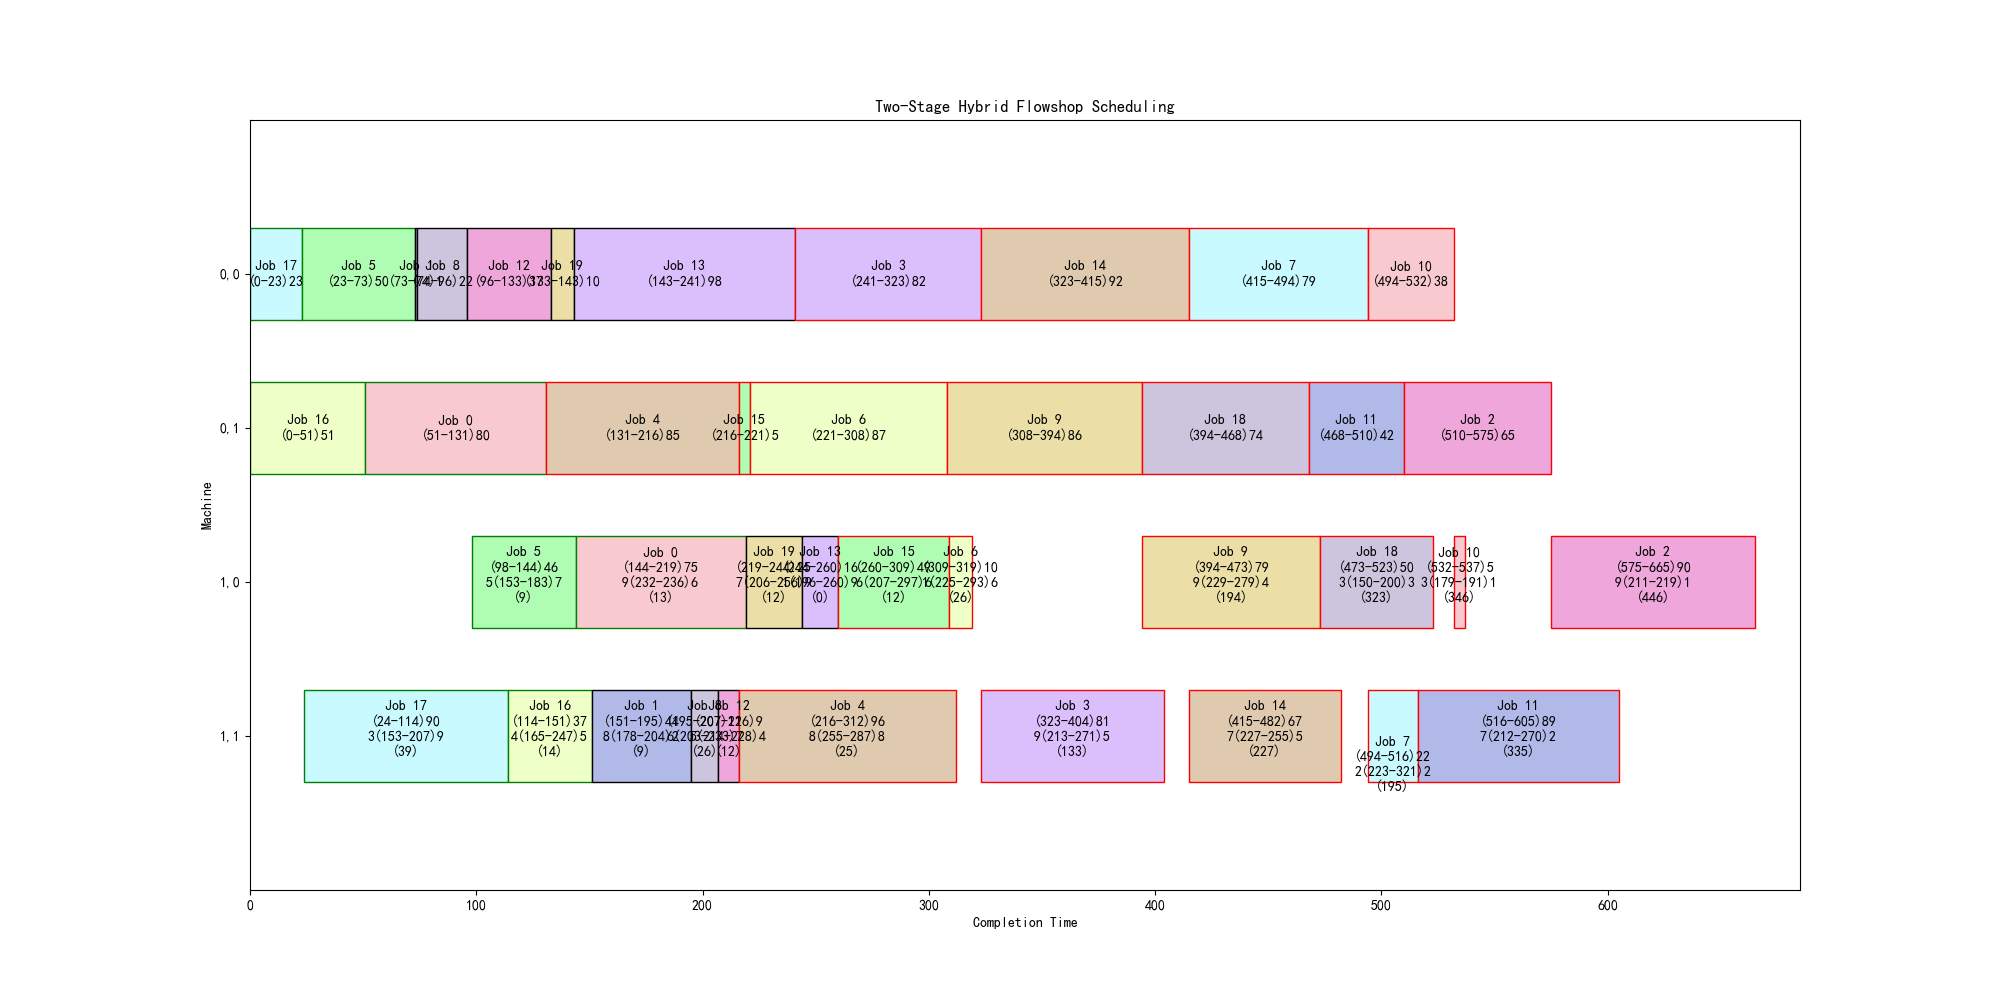 Two-Stage Hybrid Flowshop Scheduling
Machine
0,0
Job 17
(0-23)23
Job 5
(23-73)50
Job 8
Job 12
(96-133)37
Job 19
(133-143)10
Job 13
(143-241)98
Job 3
(241-323)82
Job 14
(323-415)92
Job 7
(415-494)79
Job 10
(494-532)38
0,1
Job 16
(0-51)51
Job 0
(51-131)80
Job 4
(131-216)85
Job 15
(216-221)5
Job 6
(221-308)87
Job 9
(308-394)86
Job 18
(394-468)74
Job 11
(468-510)42
Job 2
(510-575)65
1,0
Job 5
(98-144)46
5(153-183)7
(9)
Job 0
(144-219)75
9(232-236)6
(13)
Job 19
(12)
Job 13
(0)
Job 15
(260-309)49
(12)
Job 6
(309-319)10
(26)
Job 9
(394-473)79
9(229-279)4
(194)
Job 18
(473-523)50
3(150-200)3
(323)
Job 10
(532-537)5
3(179-191)1
(346)
Job 2
(575-665)90
9(211-219)1
(446)
1,1
Job 17
(24-114)90
3(153-207)9
(39)
Job 16
(114-151)37
4(165-247)5
(14)
Job 1
(151-195)44
(9)
Job 8
(26)
Job 12
(12)
Job 4
(216-312)96
8(255-287)8
(25)
Job 3
(323-404)81
9(213-271)5
(133)
Job 14
(415-482)67
7(227-255)5
(227)
Job 7
(494-516)22
2(223-321)2
(195)
Job 11
(516-605)89
7(212-270)2
(335)
0
100
200
300
400
500
600
Completion Time